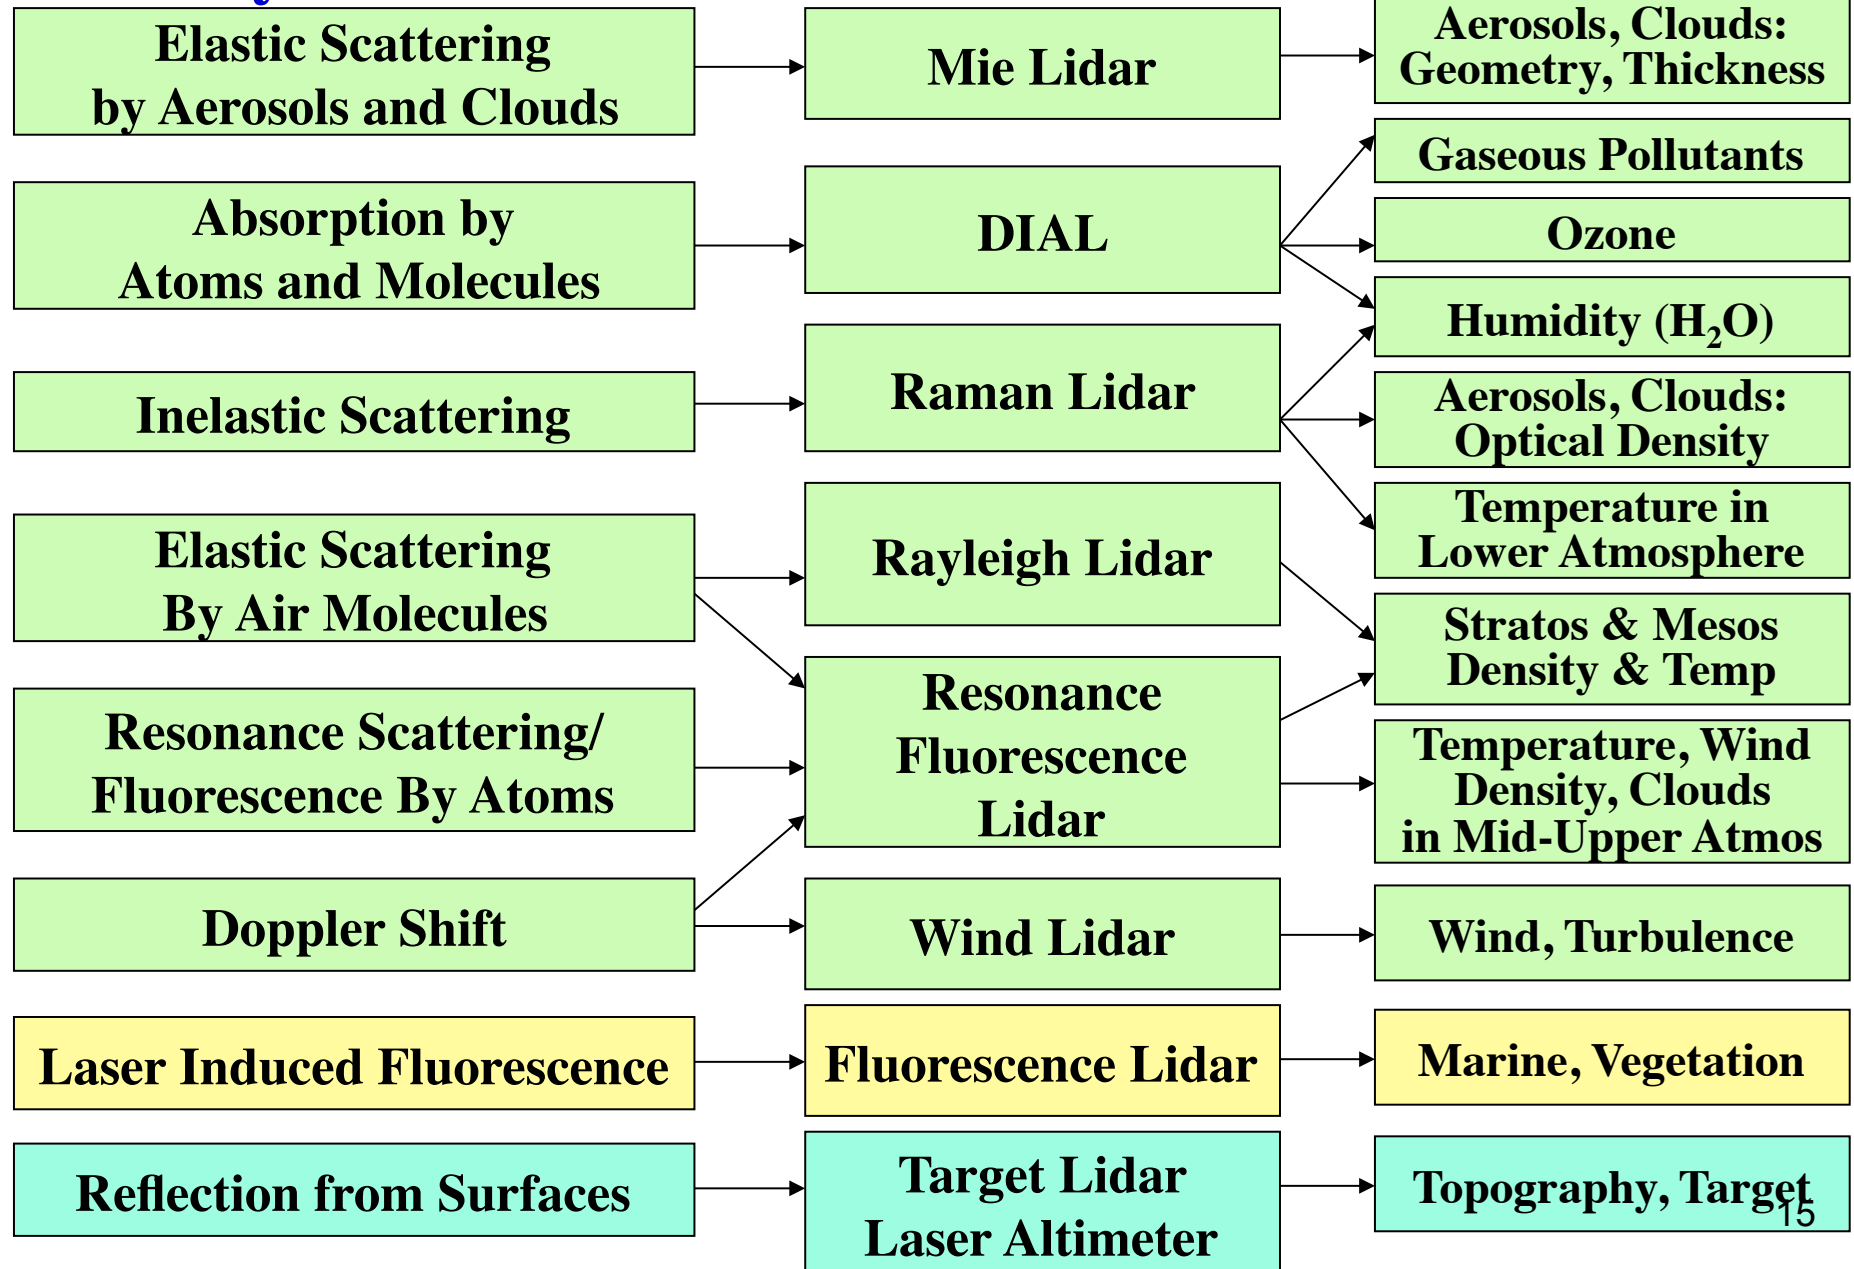 Elastic Scattering
by Aerosols and Clouds
Mie Lidar
Aerosols, Clouds:
Geometry, Thickness
Absorption by
Atoms and Molecules
DIAL
Gaseous Pollutants
Ozone
Humidity (H₂O)
Inelastic Scattering
Raman Lidar
Aerosols, Clouds:
Optical Density
Temperature in
Lower Atmosphere
Elastic Scattering
By Air Molecules
Rayleigh Lidar
Stratos & Mesos
Density & Temp
Resonance Scattering/
Fluorescence By Atoms
Resonance
Fluorescence
Lidar
Temperature, Wind
Density, Clouds
in Mid-Upper Atmos
Doppler Shift
Wind Lidar
Wind, Turbulence
Laser Induced Fluorescence
Fluorescence Lidar
Marine, Vegetation
Reflection from Surfaces
Target Lidar
Laser Altimeter
Topography, Target
15